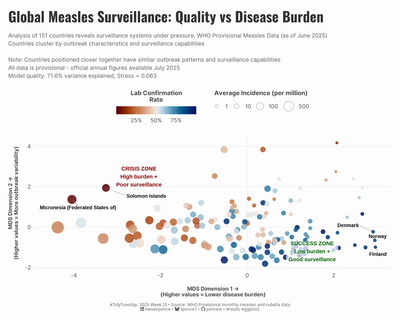 Global Measles Surveillance: Quality vs Disease Burden
Analysis of 151 countries reveals surveillance systems under pressure. WHO Provisional Measles Data (as of June 2025)
Countries cluster by outbreak characteristics and surveillance capabilities
Note: Countries positioned closer together have similar outbreak patterns and surveillance capability
All data is provisional - official annual figures available July 2025
Model quality: 71.6% variance explained, Stress = 0.063
Lab Confirmation
Rate
25% 50% 75%
Average Incidence (per million)
1 10 100 500
MDS Dimension 2 →
(Higher values = More outbreak variability)
4
2
0
-2
CRISIS ZONE
High burden +
Poor surveillance
Solomon Islands
Micronesia (Federated States of)
Denmark
Norway
Finland
SUCCESS ZONE
Low burden +
Good surveillance
-4 -2 0 2
MDS Dimension 1 →
(Higher values = Lower disease burden)
#TidyTuesday: 2025 Week 25 • Source: WHO Provisional monthly measles and rubella data
#rstats #ggplot2